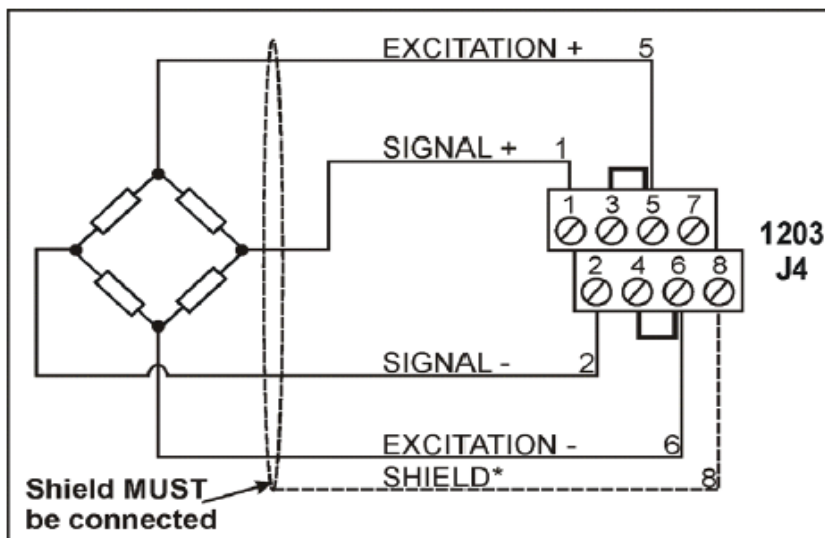 EXCITATION + 5
SIGNAL + 1
1 3 5 7
1203
J4
2 4 6 8
SIGNAL - 2
EXCITATION - 6
SHIELD* 8
Shield MUST
be connected